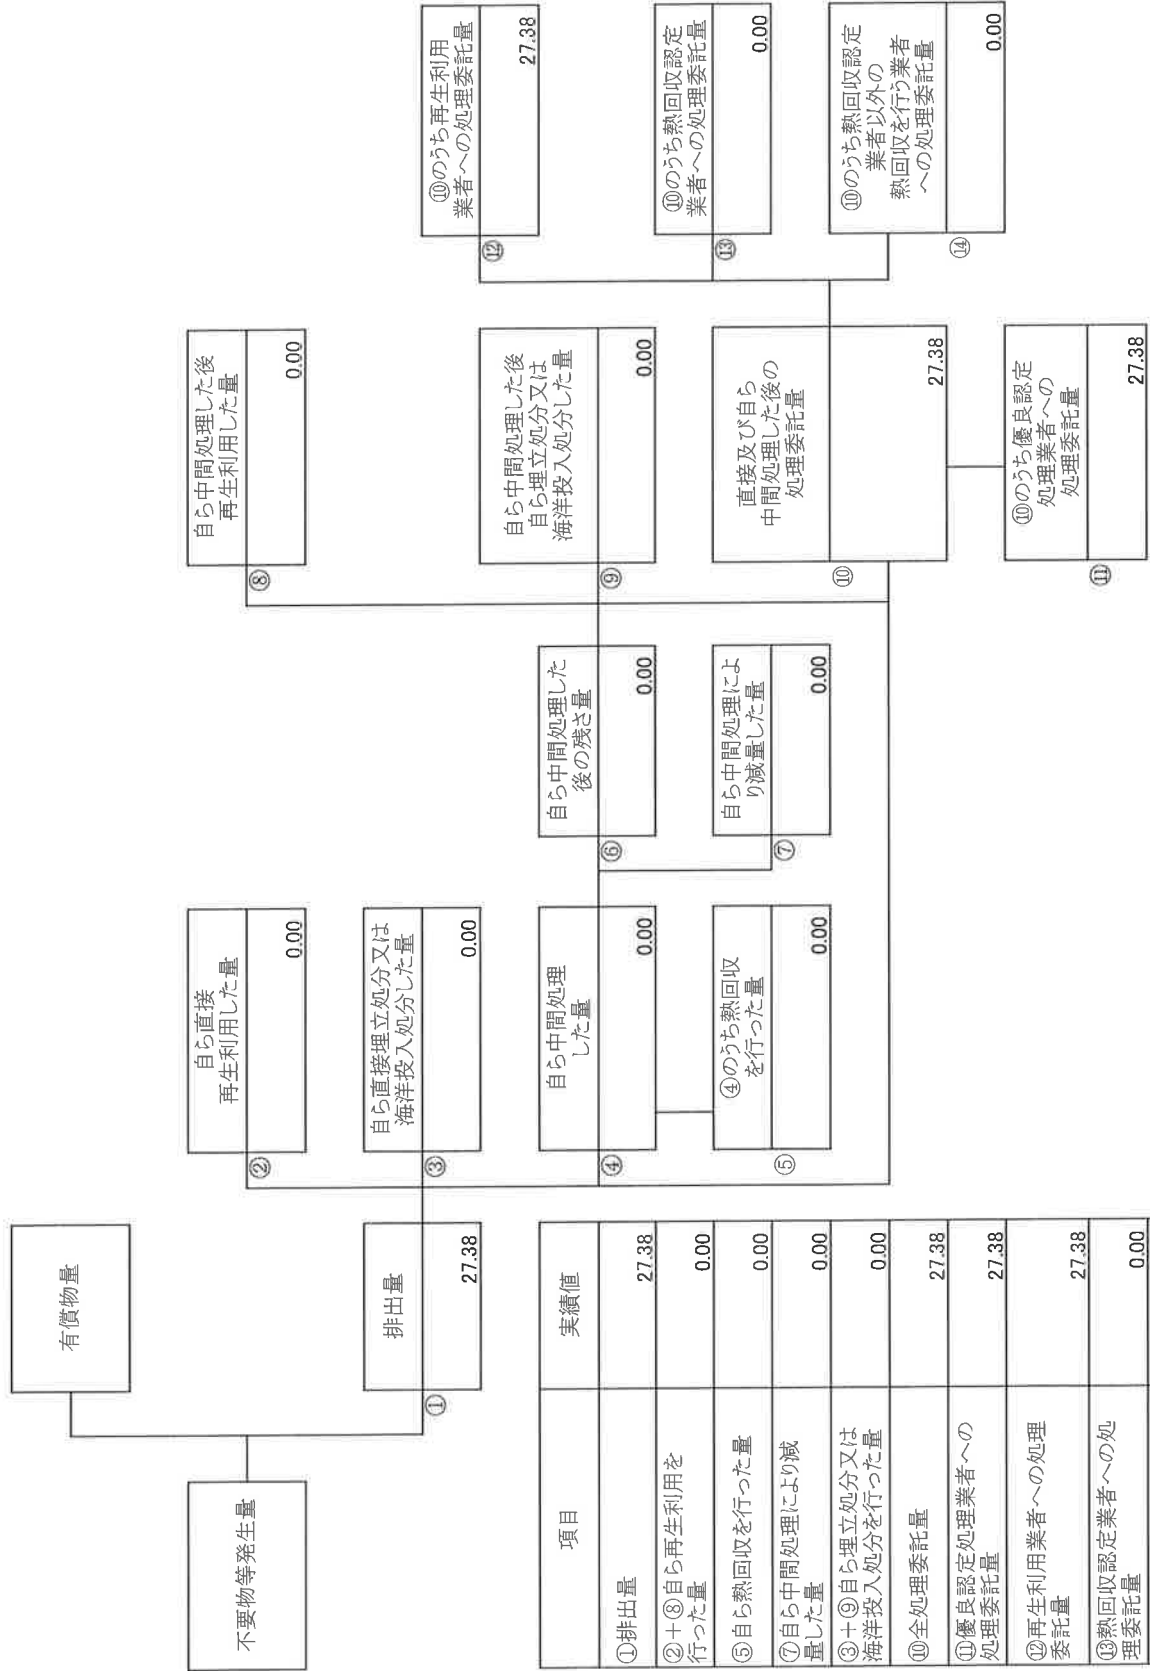 不要物等発生量
有償物量
①
排出量
27.38
②
自ら直接
再生利用した量
0.00
③
自ら直接埋立処分又は
海洋投入処分した量
0.00
④
自ら中間処理
した量
0.00
⑤
④のうち熱回収
を行った量
0.00
⑥
自ら中間処理した
後の残さ量
0.00
⑦
自ら中間処理によ
り減量した量
0.00
⑧
自ら中間処理した後
再生利用した量
0.00
⑨
自ら中間処理した後
自ら埋立処分又は
海洋投入処分した量
0.00
⑩
直接及び自ら
中間処理した後の
処理委託量
27.38
⑪
⑩のうち優良認定
処理業者への
処理委託量
27.38
⑫
⑩のうち再生利用
業者への処理委託量
27.38
⑬
⑩のうち熱回収認定
業者への処理委託量
0.00
⑭
⑩のうち熱回収認定
業者以外の
熱回収を行う業者
への処理委託量
0.00
項目
実績値
①排出量
27.38
②+⑧自ら再生利用を
行った量
0.00
⑤自ら熱回収を行った量
0.00
⑦自ら中間処理により減
量した量
0.00
③+⑨自ら埋立処分又は
海洋投入処分を行った量
0.00
⑩全処理委託量
27.38
⑪優良認定処理業者への
処理委託量
27.38
⑫再生利用業者への処理
委託量
27.38
⑬熱回収認定業者への処
理委託量
0.00